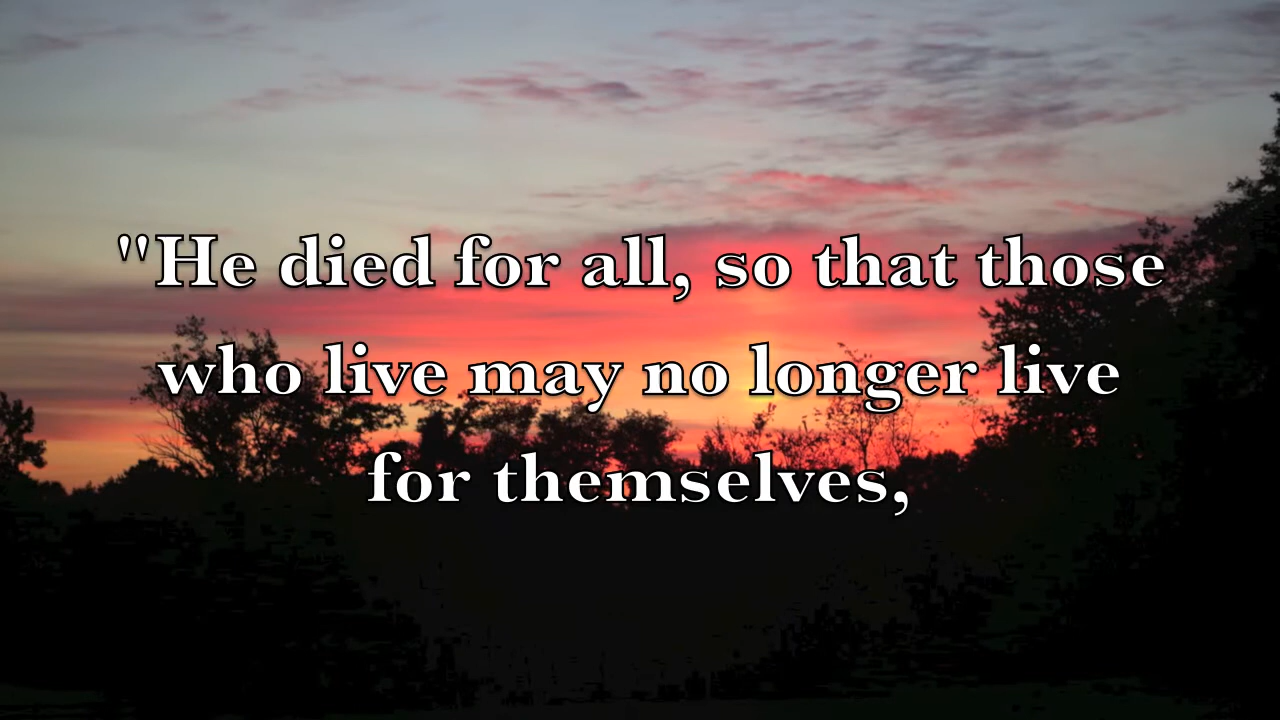 "He died for all, so that those
who live may no longer live
for themselves,